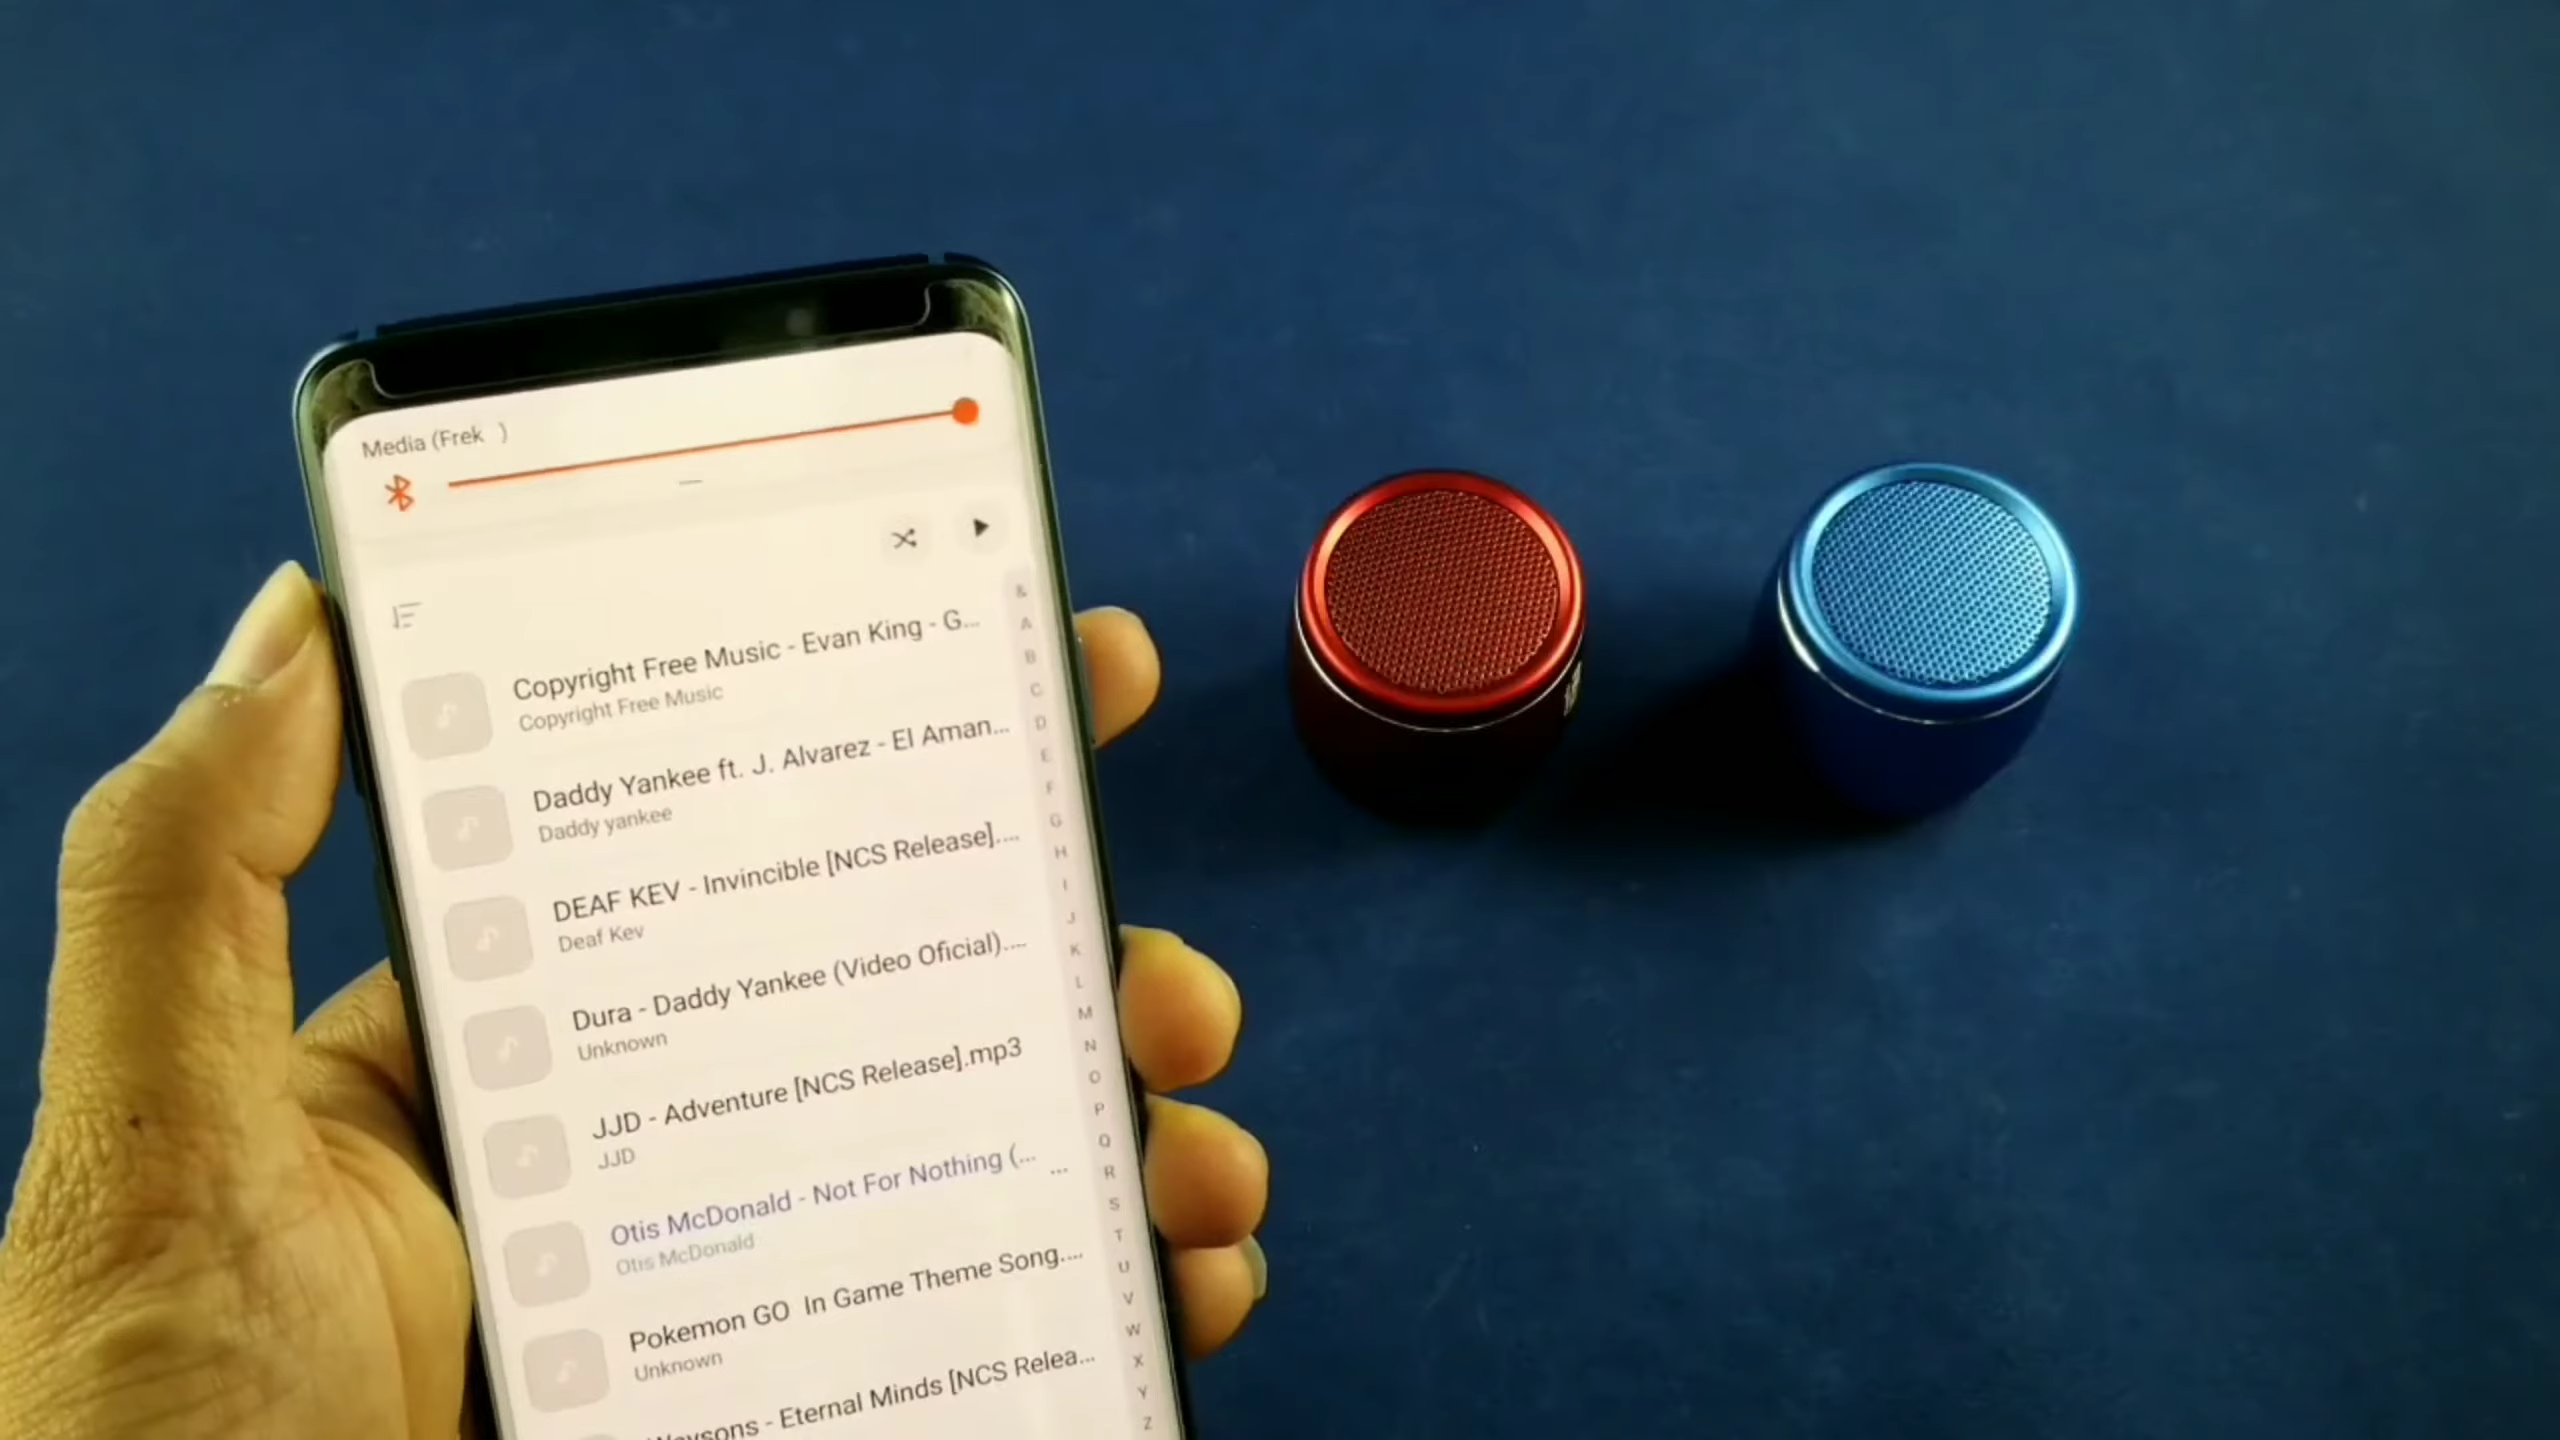 Media (Frek )
Copyright Free Music - Evan King - G...
Copyright Free Music
Daddy Yankee ft. J. Alvarez - El Aman...
Daddy yankee
DEAF KEV - Invincible [NCS Release]....
Deaf Kev
Dura - Daddy Yankee (Video Oficial)....
Unknown
JJD - Adventure [NCS Release].mp3
JJD
Otis McDonald - Not For Nothing (... ...
Otis McDonald
Pokemon GO In Game Theme Song....
Unknown
- Eternal Minds [NCS Relea...
&
A
B
C
D
E
F
G
H
I
J
K
L
M
N
O
P
Q
R
S
T
U
V
W
X
Y
Z